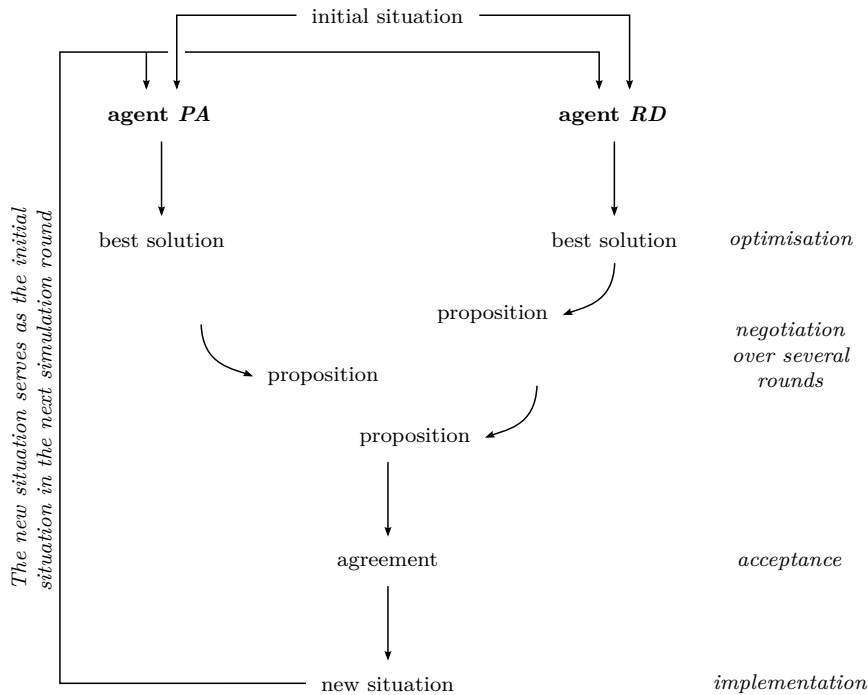 initial situation
agent PA
agent RD
best solution
best solution
optimisation
proposition
negotiation
over several
rounds
proposition
proposition
agreement
acceptance
new situation
implementation
The new situation serves as the initial
situation in the next simulation round